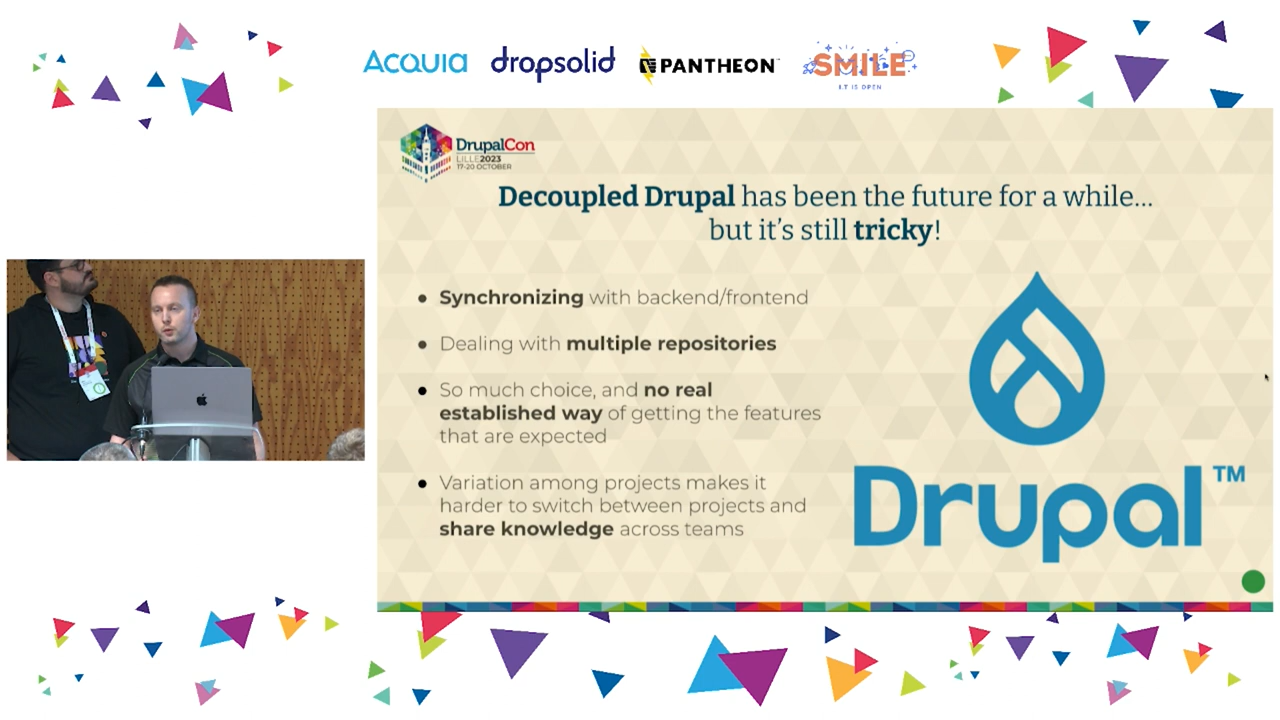 Acquia dropsolid PANTHEON SMILE
I.T IS OPEN
DrupalCon
LILLE2023
17-20 OCTOBER
Decoupled Drupal has been the future for a while...
but it's still tricky!
● Synchronizing with backend/frontend
● Dealing with multiple repositories
● So much choice, and no real
established way of getting the features
that are expected
● Variation among projects makes it
harder to switch between projects and
share knowledge across teams
Drupal™